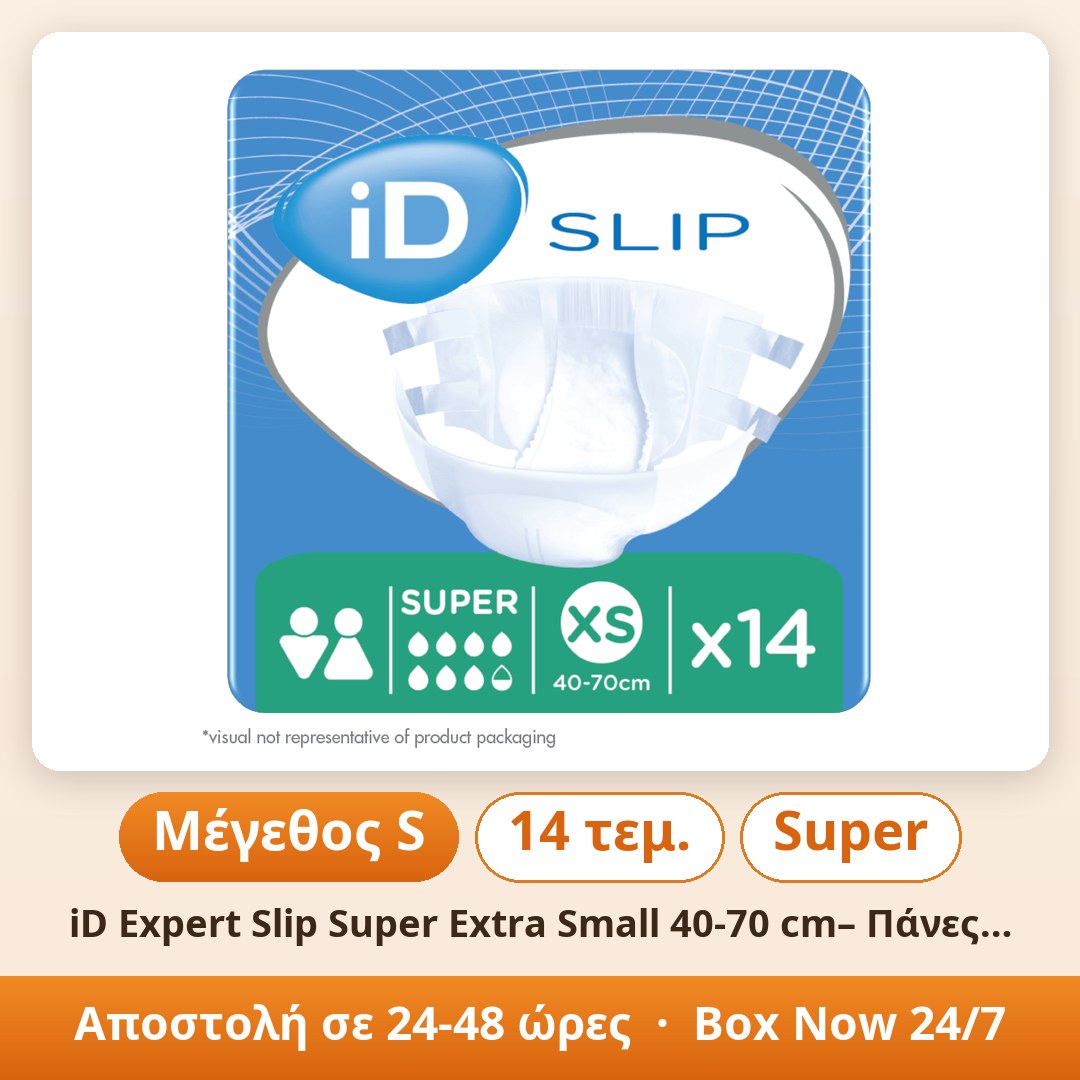 iD SLIP
SUPER
XS
40-70cm
x14
*visual not representative of product packaging
Μέγεθος S
14 τεμ.
Super
iD Expert Slip Super Extra Small 40-70 cm– Πάνες...
Αποστολή σε 24-48 ώρες · Box Now 24/7